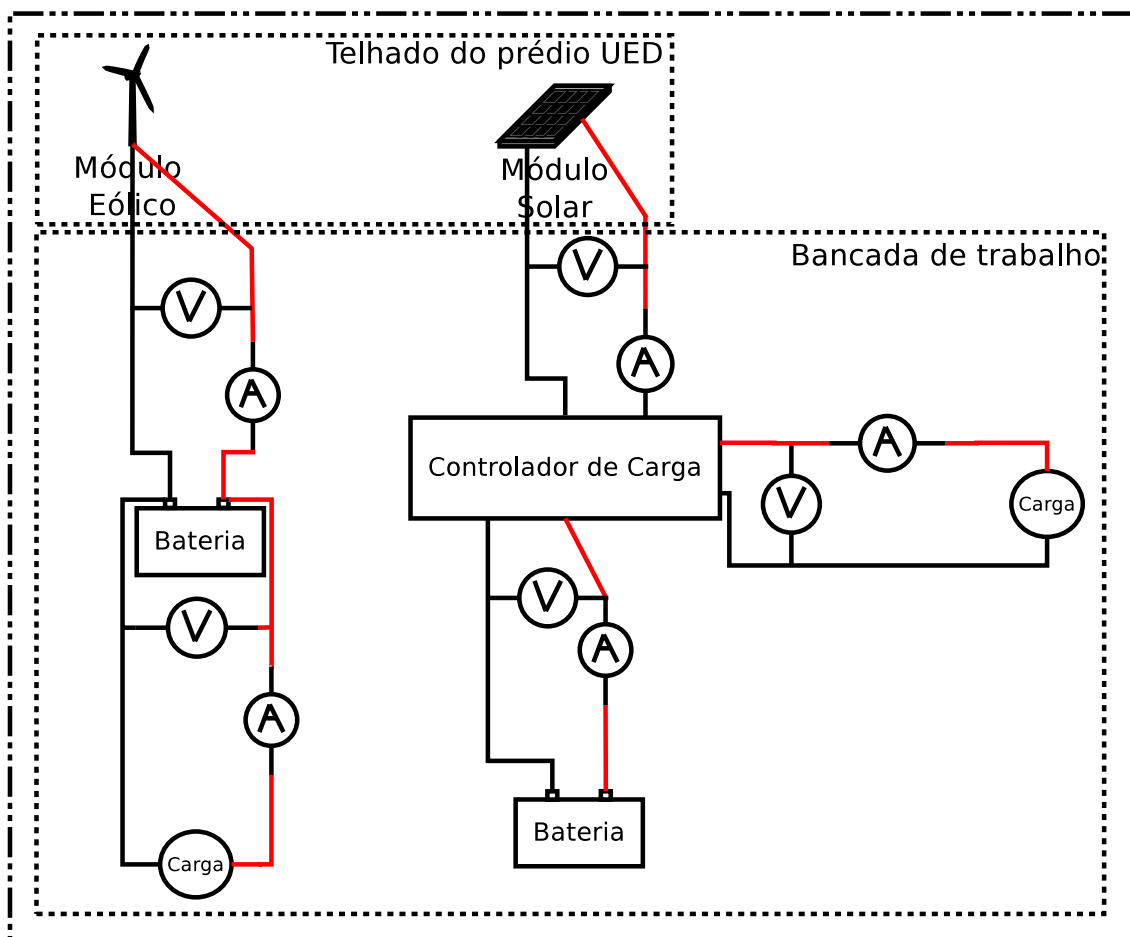 Telhado do prédio UED
Módulo
Eólico
Módulo
Solar
Bancada de trabalho
V
V
A
A
Controlador de Carga
A
V
Carga
Bateria
V
V
A
A
Bateria
Carga